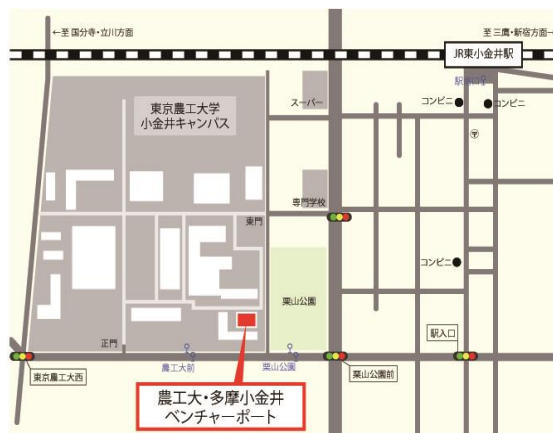 ←至 国分寺・立川方面
至 三鷹・新宿方面→
JR東小金井駅
東京農工大学
小金井キャンパス
スーパー
コンビニ
コンビニ
〒
専門学校
東門
コンビニ
栗山公園
正門
農工大前
栗山公園
駅入口
東京農工大西
栗山公園前
農工大・多摩小金井
ベンチャーポート